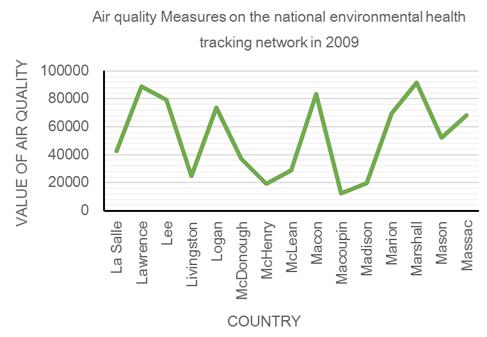 Air quality Measures on the national environmental health
tracking network in 2009
VALUE OF AIR QUALITY
100000
80000
60000
40000
20000
0
La Salle
Lawrence
Lee
Livingston
Logan
McDonough
McHenry
McLean
Macon
Macoupin
Madison
Marion
Marshall
Mason
Massac
COUNTRY